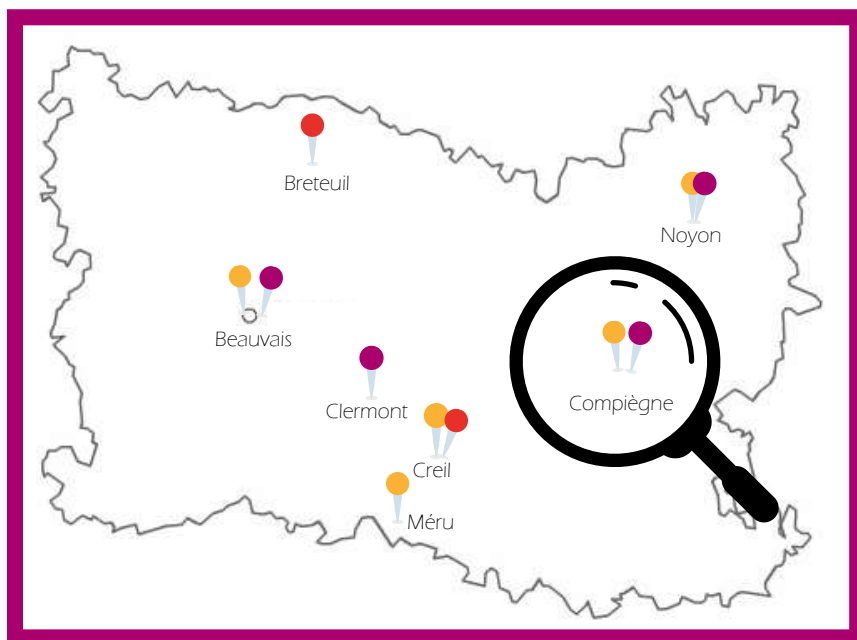 Breteuil
Noyon
Beauvais
Compiègne
Clermont
Creil
Méru